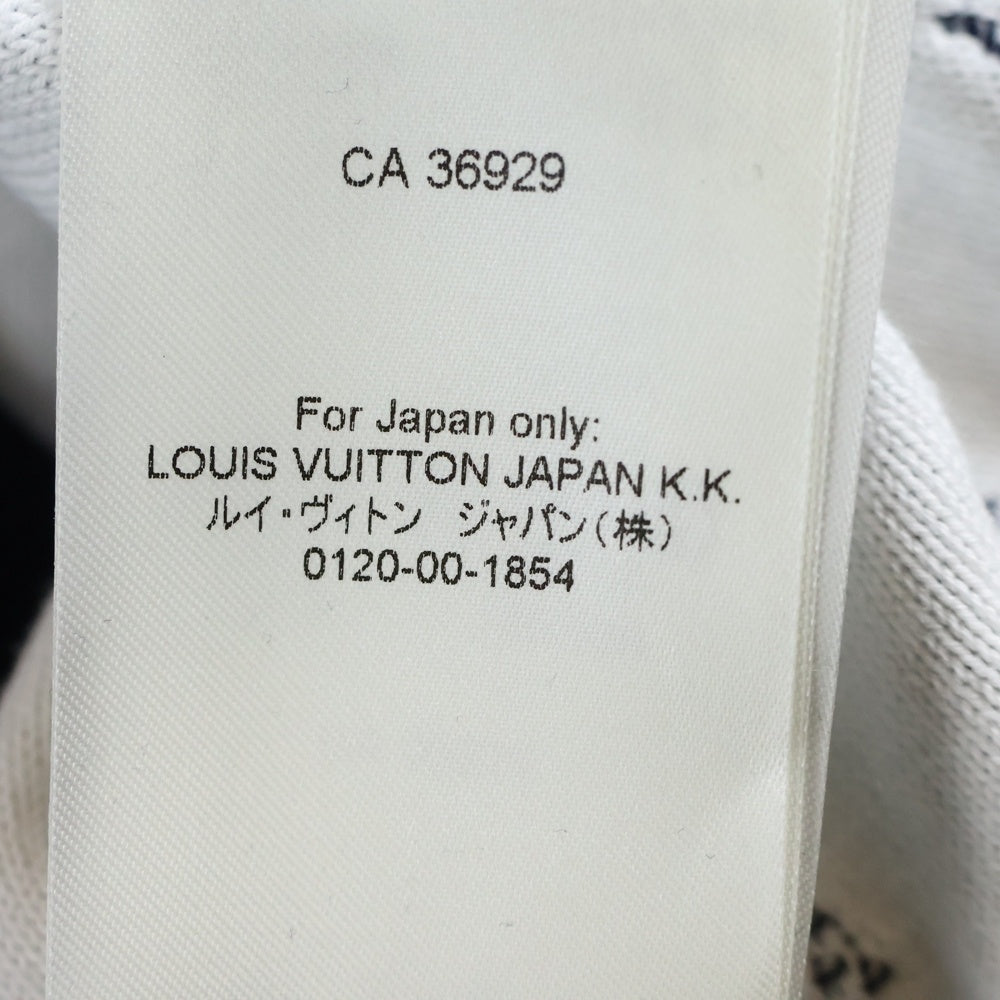 CA 36929
For Japan only:
LOUIS VUITTON JAPAN K.K.
ルイ・ヴィトン　ジャパン(株)
0120-00-1854